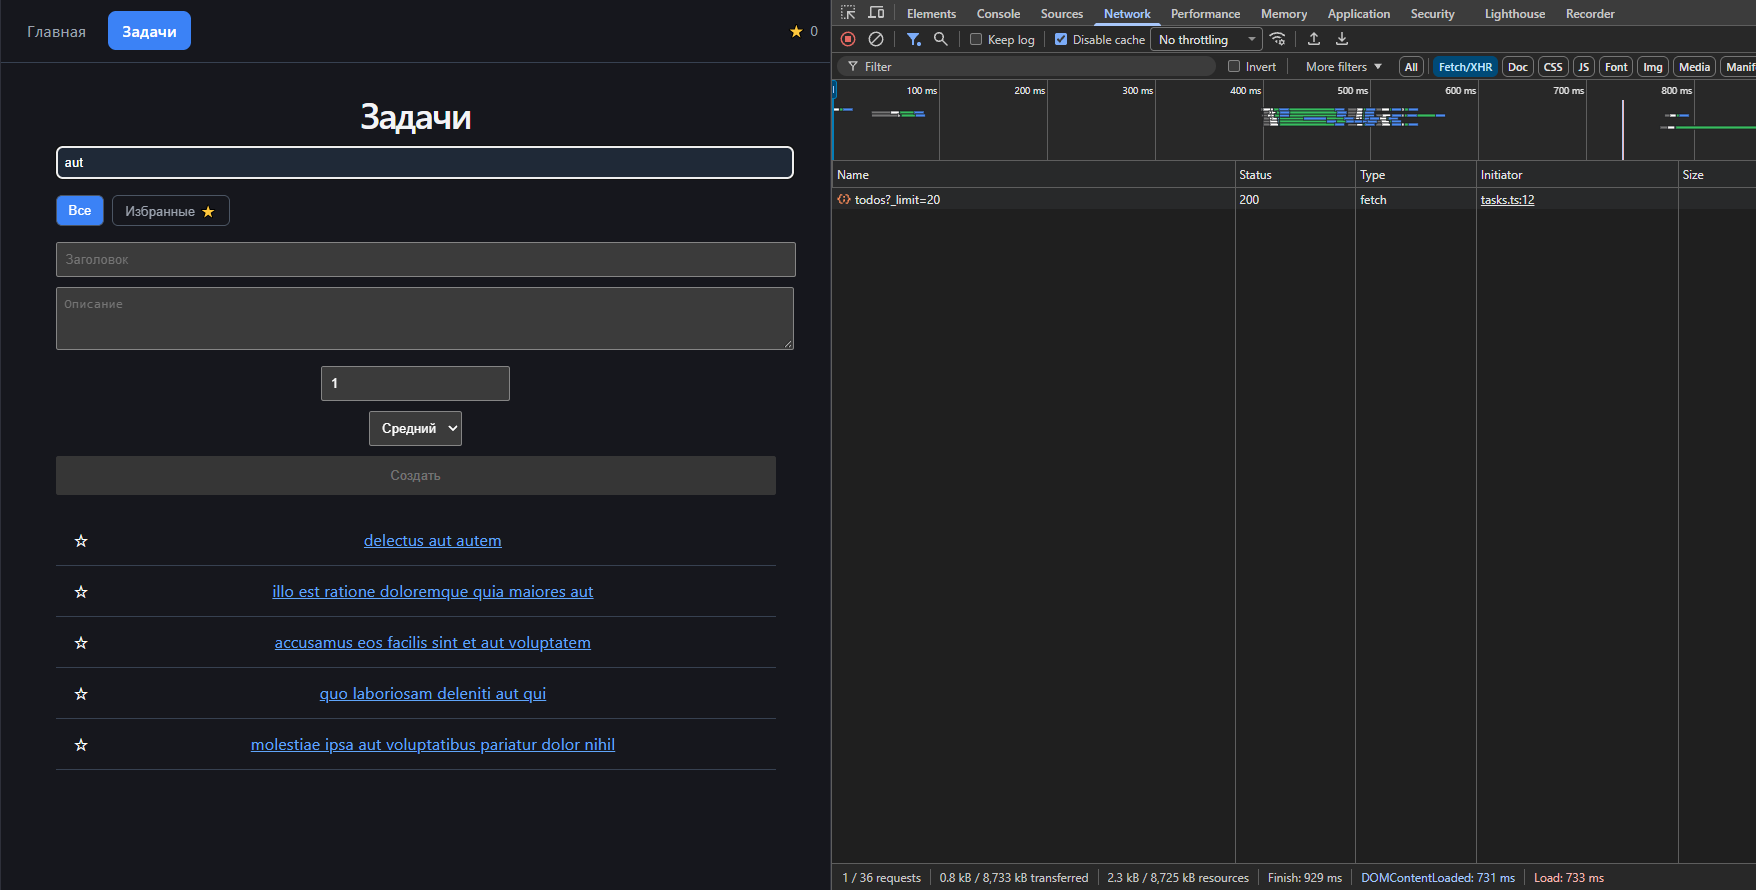 Главная Задачи ★ 0
Задачи
aut
Все Избранные ★
Заголовок
Описание
1
Средний
Создать
☆ delectus aut autem
☆ illo est ratione doloremque quia maiores aut
☆ accusamus eos facilis sint et aut voluptatem
☆ quo laboriosam deleniti aut qui
☆ molestiae ipsa aut voluptatibus pariatur dolor nihil
Elements Console Sources Network Performance Memory Application Security Lighthouse Recorder
Keep log Disable cache No throttling
Filter Invert More filters All Fetch/XHR Doc CSS JS Font Img Media Manif
100 ms 200 ms 300 ms 400 ms 500 ms 600 ms 700 ms 800 ms
Name Status Type Initiator Size
todos?_limit=20 200 fetch tasks.ts:12
1 / 36 requests 0.8 kB / 8,733 kB transferred 2.3 kB / 8,725 kB resources Finish: 929 ms DOMContentLoaded: 731 ms Load: 733 ms